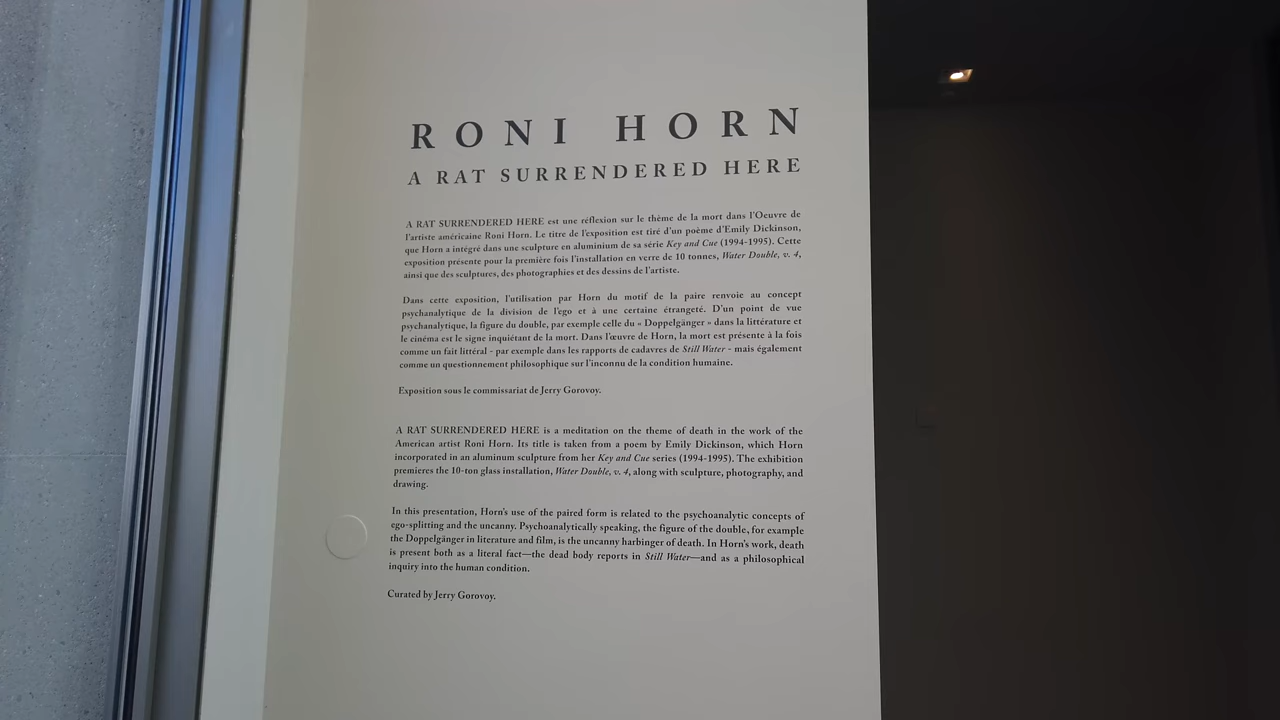 RONI HORN
A RAT SURRENDERED HERE
A RAT SURRENDERED HERE est une réflexion sur le thème de la mort dans l'Oeuvre de
l'artiste américaine Roni Horn. Le titre de l'exposition est tiré d'un poème d'Emily Dickinson,
que Horn a intégré dans une sculpture en aluminium de sa série Key and Cue (1994-1995). Cette
exposition présente pour la première fois l'installation en verre de 10 tonnes, Water Double, v. 4,
ainsi que des sculptures, des photographies et des dessins de l'artiste.
Dans cette exposition, l'utilisation par Horn du motif de la paire renvoie au concept
psychanalytique de la division de l'ego et à une certaine étrangeté. D'un point de vue
psychanalytique, la figure du double, par exemple celle du « Doppelgänger » dans la littérature et
le cinéma est le signe inquiétant de la mort. Dans l'œuvre de Horn, la mort est présente à la fois
comme un fait littéral - par exemple dans les rapports de cadavres de Still Water - mais également
comme un questionnement philosophique sur l'inconnu de la condition humaine.
Exposition sous le commissariat de Jerry Gorovoy.
A RAT SURRENDERED HERE is a meditation on the theme of death in the work of the
American artist Roni Horn. Its title is taken from a poem by Emily Dickinson, which Horn
incorporated in an aluminum sculpture from her Key and Cue series (1994-1995). The exhibition
premieres the 10-ton glass installation, Water Double, v. 4, along with sculpture, photography, and
drawing.
In this presentation, Horn's use of the paired form is related to the psychoanalytic concepts of
ego-splitting and the uncanny. Psychoanalytically speaking, the figure of the double, for example
the Doppelgänger in literature and film, is the uncanny harbinger of death. In Horn's work, death
is present both as a literal fact—the dead body reports in Still Water—and as a philosophical
inquiry into the human condition.
Curated by Jerry Gorovoy.